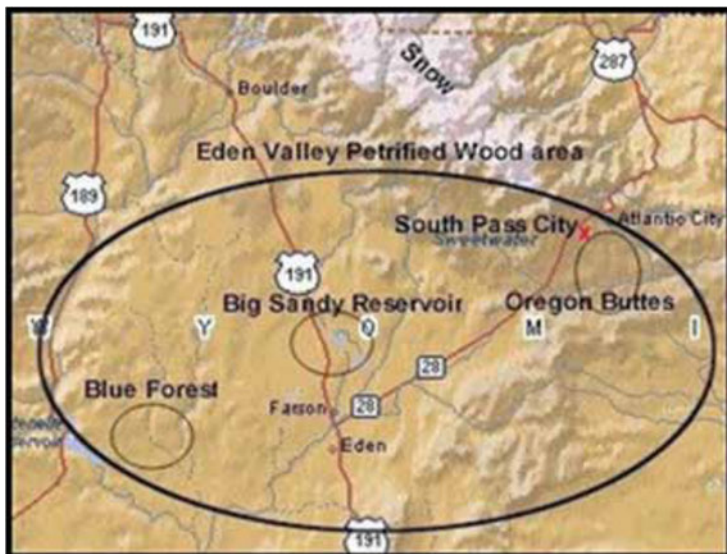 191
287
Snow
Boulder
Eden Valley Petrified Wood area
189
South Pass City
Atlantic City
Sweetwater
191
Big Sandy Reservoir
Oregon Buttes
W Y O M I
28
Blue Forest
Farson
28
Eden
191